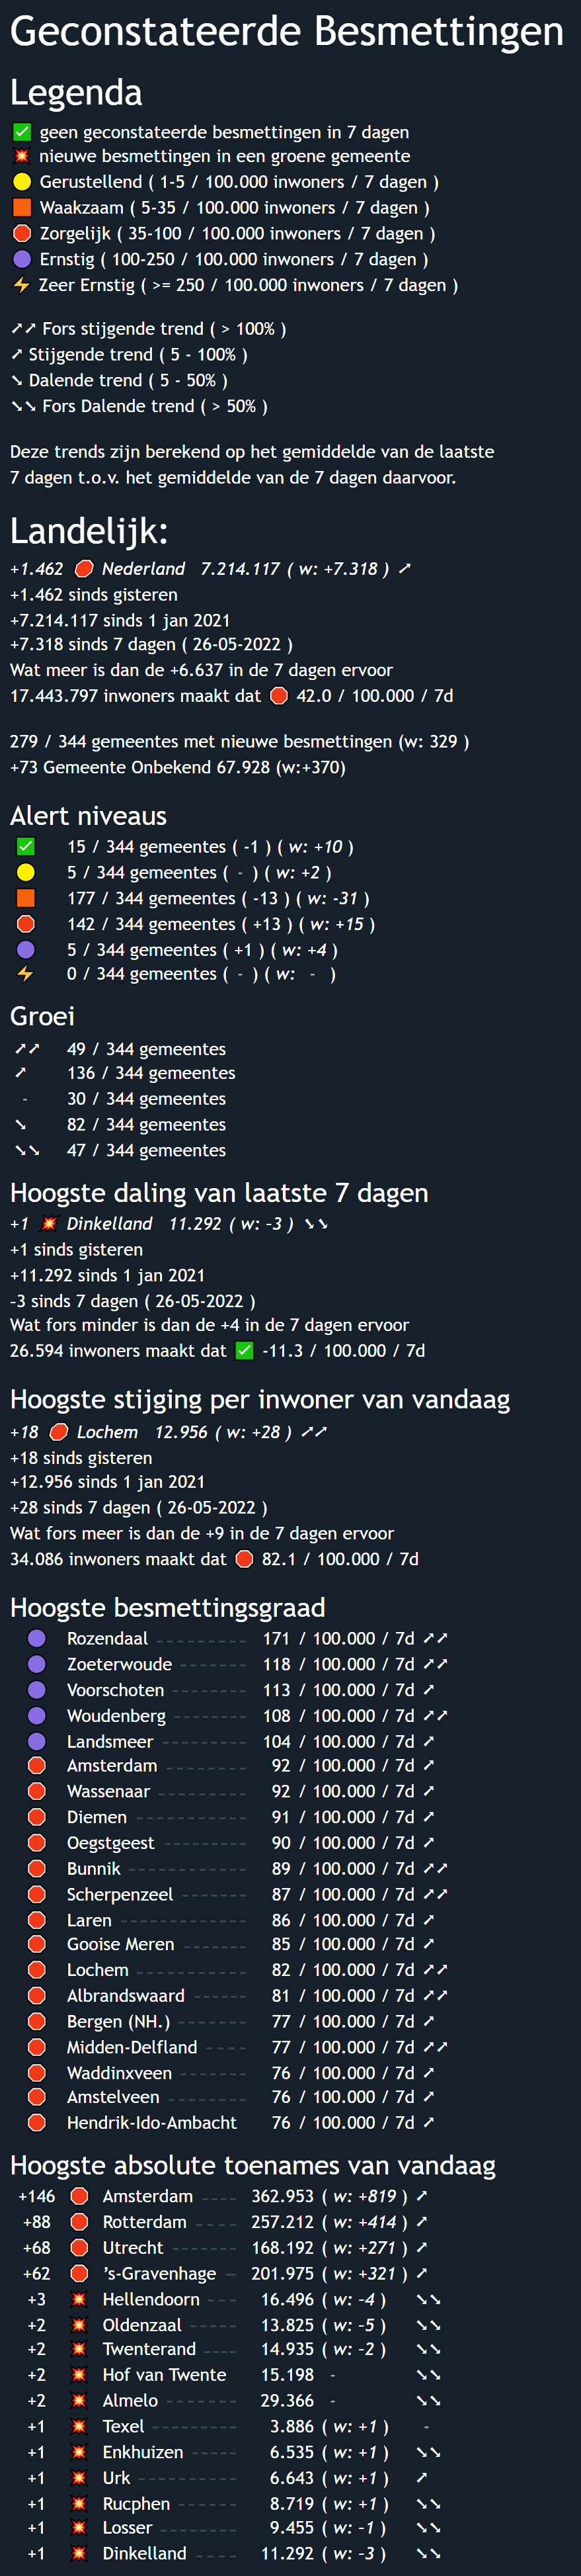 Geconstateerde Besmettingen
Legenda
✅ geen geconstateerde besmettingen in 7 dagen
💥 nieuwe besmettingen in een groene gemeente
🟡 Gerustellend ( 1-5 / 100.000 inwoners / 7 dagen )
🟧 Waakzaam ( 5-35 / 100.000 inwoners / 7 dagen )
🛑 Zorgelijk ( 35-100 / 100.000 inwoners / 7 dagen )
🟣 Ernstig ( 100-250 / 100.000 inwoners / 7 dagen )
⚡ Zeer Ernstig ( >= 250 / 100.000 inwoners / 7 dagen )
➚➚ Fors stijgende trend ( > 100% )
➚ Stijgende trend ( 5 - 100% )
➘ Dalende trend ( 5 - 50% )
➘➘ Fors Dalende trend ( > 50% )
Deze trends zijn berekend op het gemiddelde van de laatste
7 dagen t.o.v. het gemiddelde van de 7 dagen daarvoor.
Landelijk:
+1.462 🛑 Nederland 7.214.117 ( w: +7.318 ) ➚
+1.462 sinds gisteren
+7.214.117 sinds 1 jan 2021
+7.318 sinds 7 dagen ( 26-05-2022 )
Wat meer is dan de +6.637 in de 7 dagen ervoor
17.443.797 inwoners maakt dat 🛑 42.0 / 100.000 / 7d
279 / 344 gemeentes met nieuwe besmettingen (w: 329 )
+73 Gemeente Onbekend 67.928 (w:+370)
Alert niveaus
✅ 15 / 344 gemeentes ( -1 ) ( w: +10 )
🟡 5 / 344 gemeentes ( - ) ( w: +2 )
🟧 177 / 344 gemeentes ( -13 ) ( w: -31 )
🛑 142 / 344 gemeentes ( +13 ) ( w: +15 )
🟣 5 / 344 gemeentes ( +1 ) ( w: +4 )
⚡ 0 / 344 gemeentes ( - ) ( w: - )
Groei
➚➚ 49 / 344 gemeentes
➚ 136 / 344 gemeentes
- 30 / 344 gemeentes
➘ 82 / 344 gemeentes
➘➘ 47 / 344 gemeentes
Hoogste daling van laatste 7 dagen
+1 💥 Dinkelland 11.292 ( w: -3 ) ➘➘
+1 sinds gisteren
+11.292 sinds 1 jan 2021
-3 sinds 7 dagen ( 26-05-2022 )
Wat fors minder is dan de +4 in de 7 dagen ervoor
26.594 inwoners maakt dat ✅ -11.3 / 100.000 / 7d
Hoogste stijging per inwoner van vandaag
+18 🛑 Lochem 12.956 ( w: +28 ) ➚➚
+18 sinds gisteren
+12.956 sinds 1 jan 2021
+28 sinds 7 dagen ( 26-05-2022 )
Wat fors meer is dan de +9 in de 7 dagen ervoor
34.086 inwoners maakt dat 🛑 82.1 / 100.000 / 7d
Hoogste besmettingsgraad
🟣 Rozendaal 171 / 100.000 / 7d ➚➚
🟣 Zoeterwoude 118 / 100.000 / 7d ➚➚
🟣 Voorschoten 113 / 100.000 / 7d ➚
🟣 Woudenberg 108 / 100.000 / 7d ➚➚
🟣 Landsmeer 104 / 100.000 / 7d ➚
🛑 Amsterdam 92 / 100.000 / 7d ➚
🛑 Wassenaar 92 / 100.000 / 7d ➚
🛑 Diemen 91 / 100.000 / 7d ➚
🛑 Oegstgeest 90 / 100.000 / 7d ➚
🛑 Bunnik 89 / 100.000 / 7d ➚➚
🛑 Scherpenzeel 87 / 100.000 / 7d ➚➚
🛑 Laren 86 / 100.000 / 7d ➚
🛑 Gooise Meren 85 / 100.000 / 7d ➚
🛑 Lochem 82 / 100.000 / 7d ➚➚
🛑 Albrandswaard 81 / 100.000 / 7d ➚➚
🛑 Bergen (NH.) 77 / 100.000 / 7d ➚
🛑 Midden-Delfland 77 / 100.000 / 7d ➚➚
🛑 Waddinxveen 76 / 100.000 / 7d ➚
🛑 Amstelveen 76 / 100.000 / 7d ➚
🛑 Hendrik-Ido-Ambacht 76 / 100.000 / 7d ➚
Hoogste absolute toenames van vandaag
+146 🛑 Amsterdam 362.953 ( w: +819 ) ➚
+88 🛑 Rotterdam 257.212 ( w: +414 ) ➚
+68 🛑 Utrecht 168.192 ( w: +271 ) ➚
+62 🛑 's-Gravenhage 201.975 ( w: +321 ) ➚
+3 💥 Hellendoorn 16.496 ( w: -4 ) ➘➘
+2 💥 Oldenzaal 13.825 ( w: -5 ) ➘➘
+2 💥 Twenterand 14.935 ( w: -2 ) ➘➘
+2 💥 Hof van Twente 15.198 - ➘➘
+2 💥 Almelo 29.366 - ➘➘
+1 💥 Texel 3.886 ( w: +1 ) -
+1 💥 Enkhuizen 6.535 ( w: +1 ) ➘➘
+1 💥 Urk 6.643 ( w: +1 ) ➚
+1 💥 Rucphen 8.719 ( w: +1 ) ➘➘
+1 💥 Losser 9.455 ( w: -1 ) ➘➘
+1 💥 Dinkelland 11.292 ( w: -3 ) ➘➘